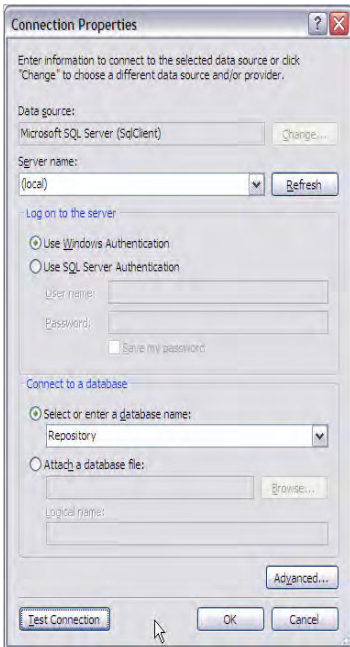 Connection Properties
Enter information to connect to the selected data source or click
"Change" to choose a different data source and/or provider.
Data source:
Microsoft SQL Server (SqlClient)
Change...
Server name:
(local)
Refresh
Log on to the server
Use Windows Authentication
Use SQL Server Authentication
User name:
Password:
Save my password
Connect to a database
Select or enter a database name:
Repository
Attach a database file:
Browse...
Logical name:
Advanced...
Test Connection
OK
Cancel